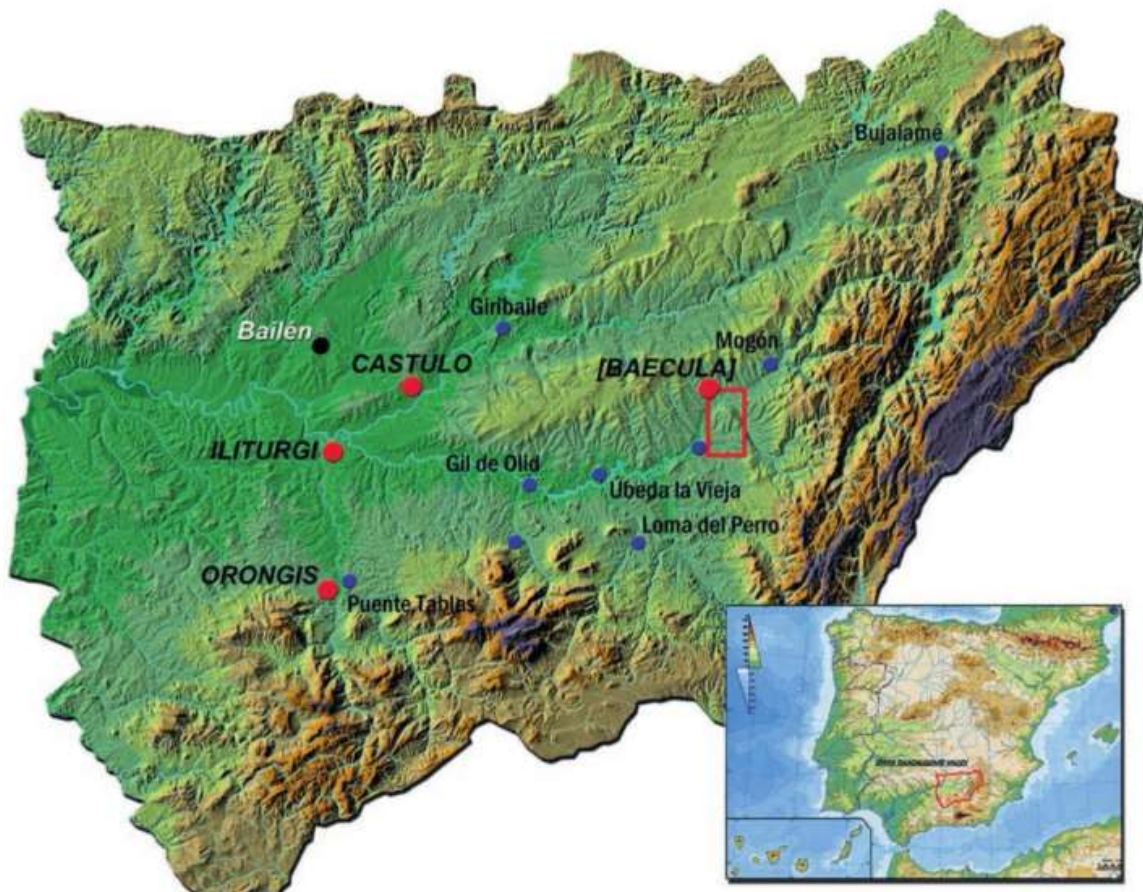 Bujalamé
Giribaile
Bailén
Mogón
CASTULO
[BAECULA]
ILITURGI
Gil de Olid
Úbeda la Vieja
Loma del Perro
ORONGIS
Puente Tablas